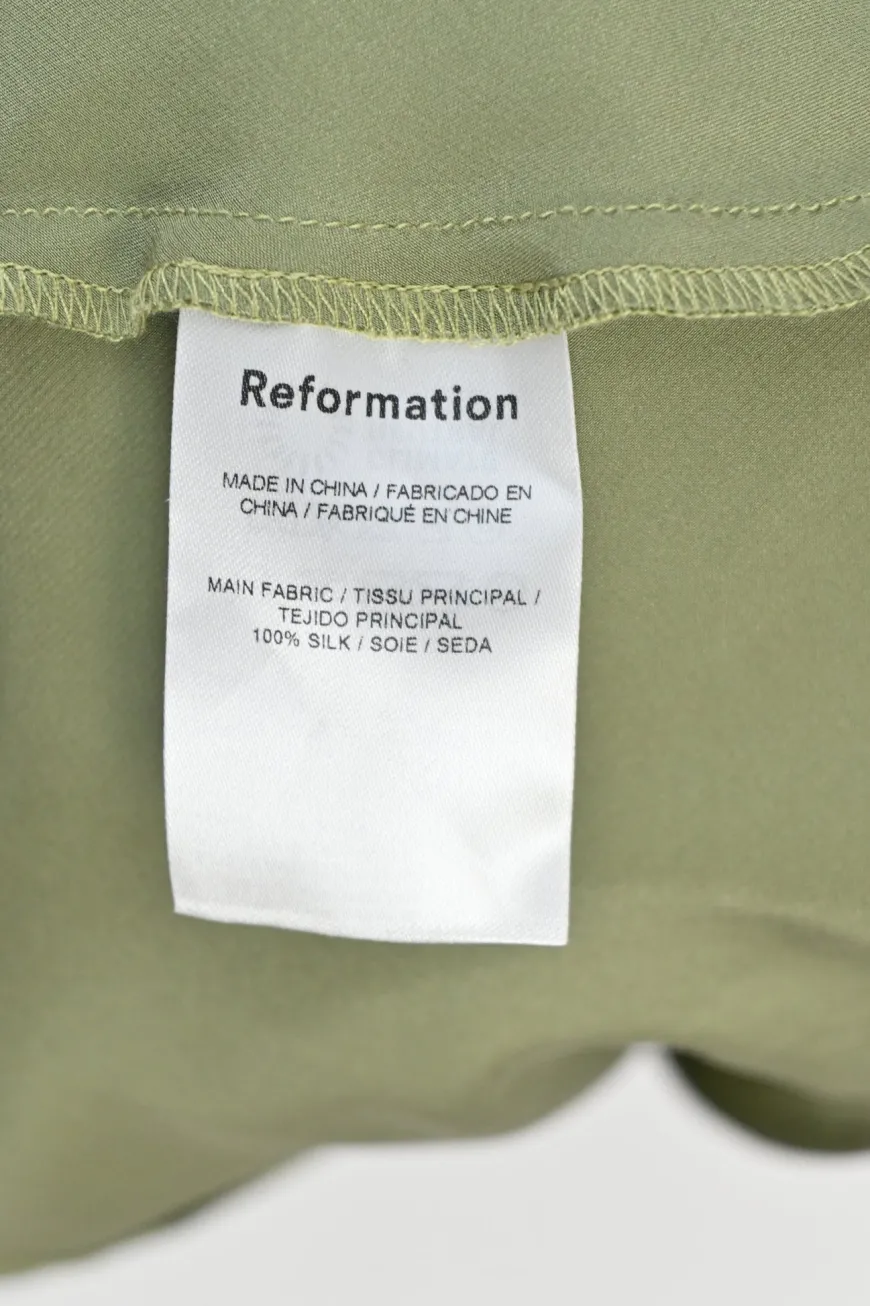 Reformation
MADE IN CHINA / FABRICADO EN
CHINA / FABRIQUÉ EN CHINE
MAIN FABRIC / TISSU PRINCIPAL /
TEJIDO PRINCIPAL
100% SILK / SOIE / SEDA